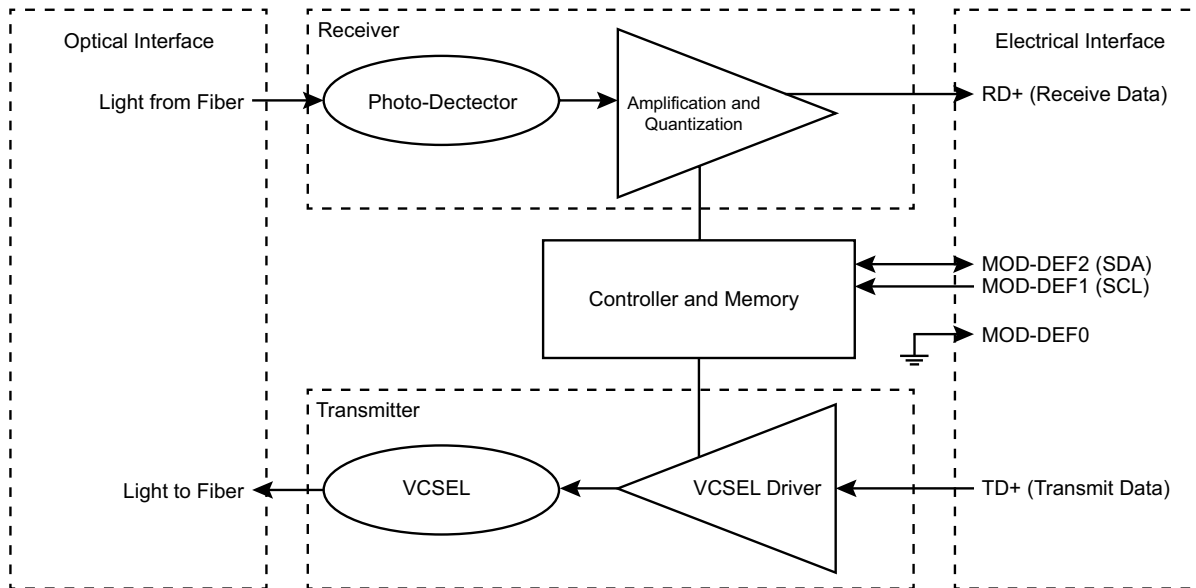 Optical Interface
Receiver
Electrical Interface
Light from Fiber
Photo-Dectector
Amplification and
Quantization
RD+ (Receive Data)
Controller and Memory
MOD-DEF2 (SDA)
MOD-DEF1 (SCL)
MOD-DEF0
Transmitter
Light to Fiber
VCSEL
VCSEL Driver
TD+ (Transmit Data)